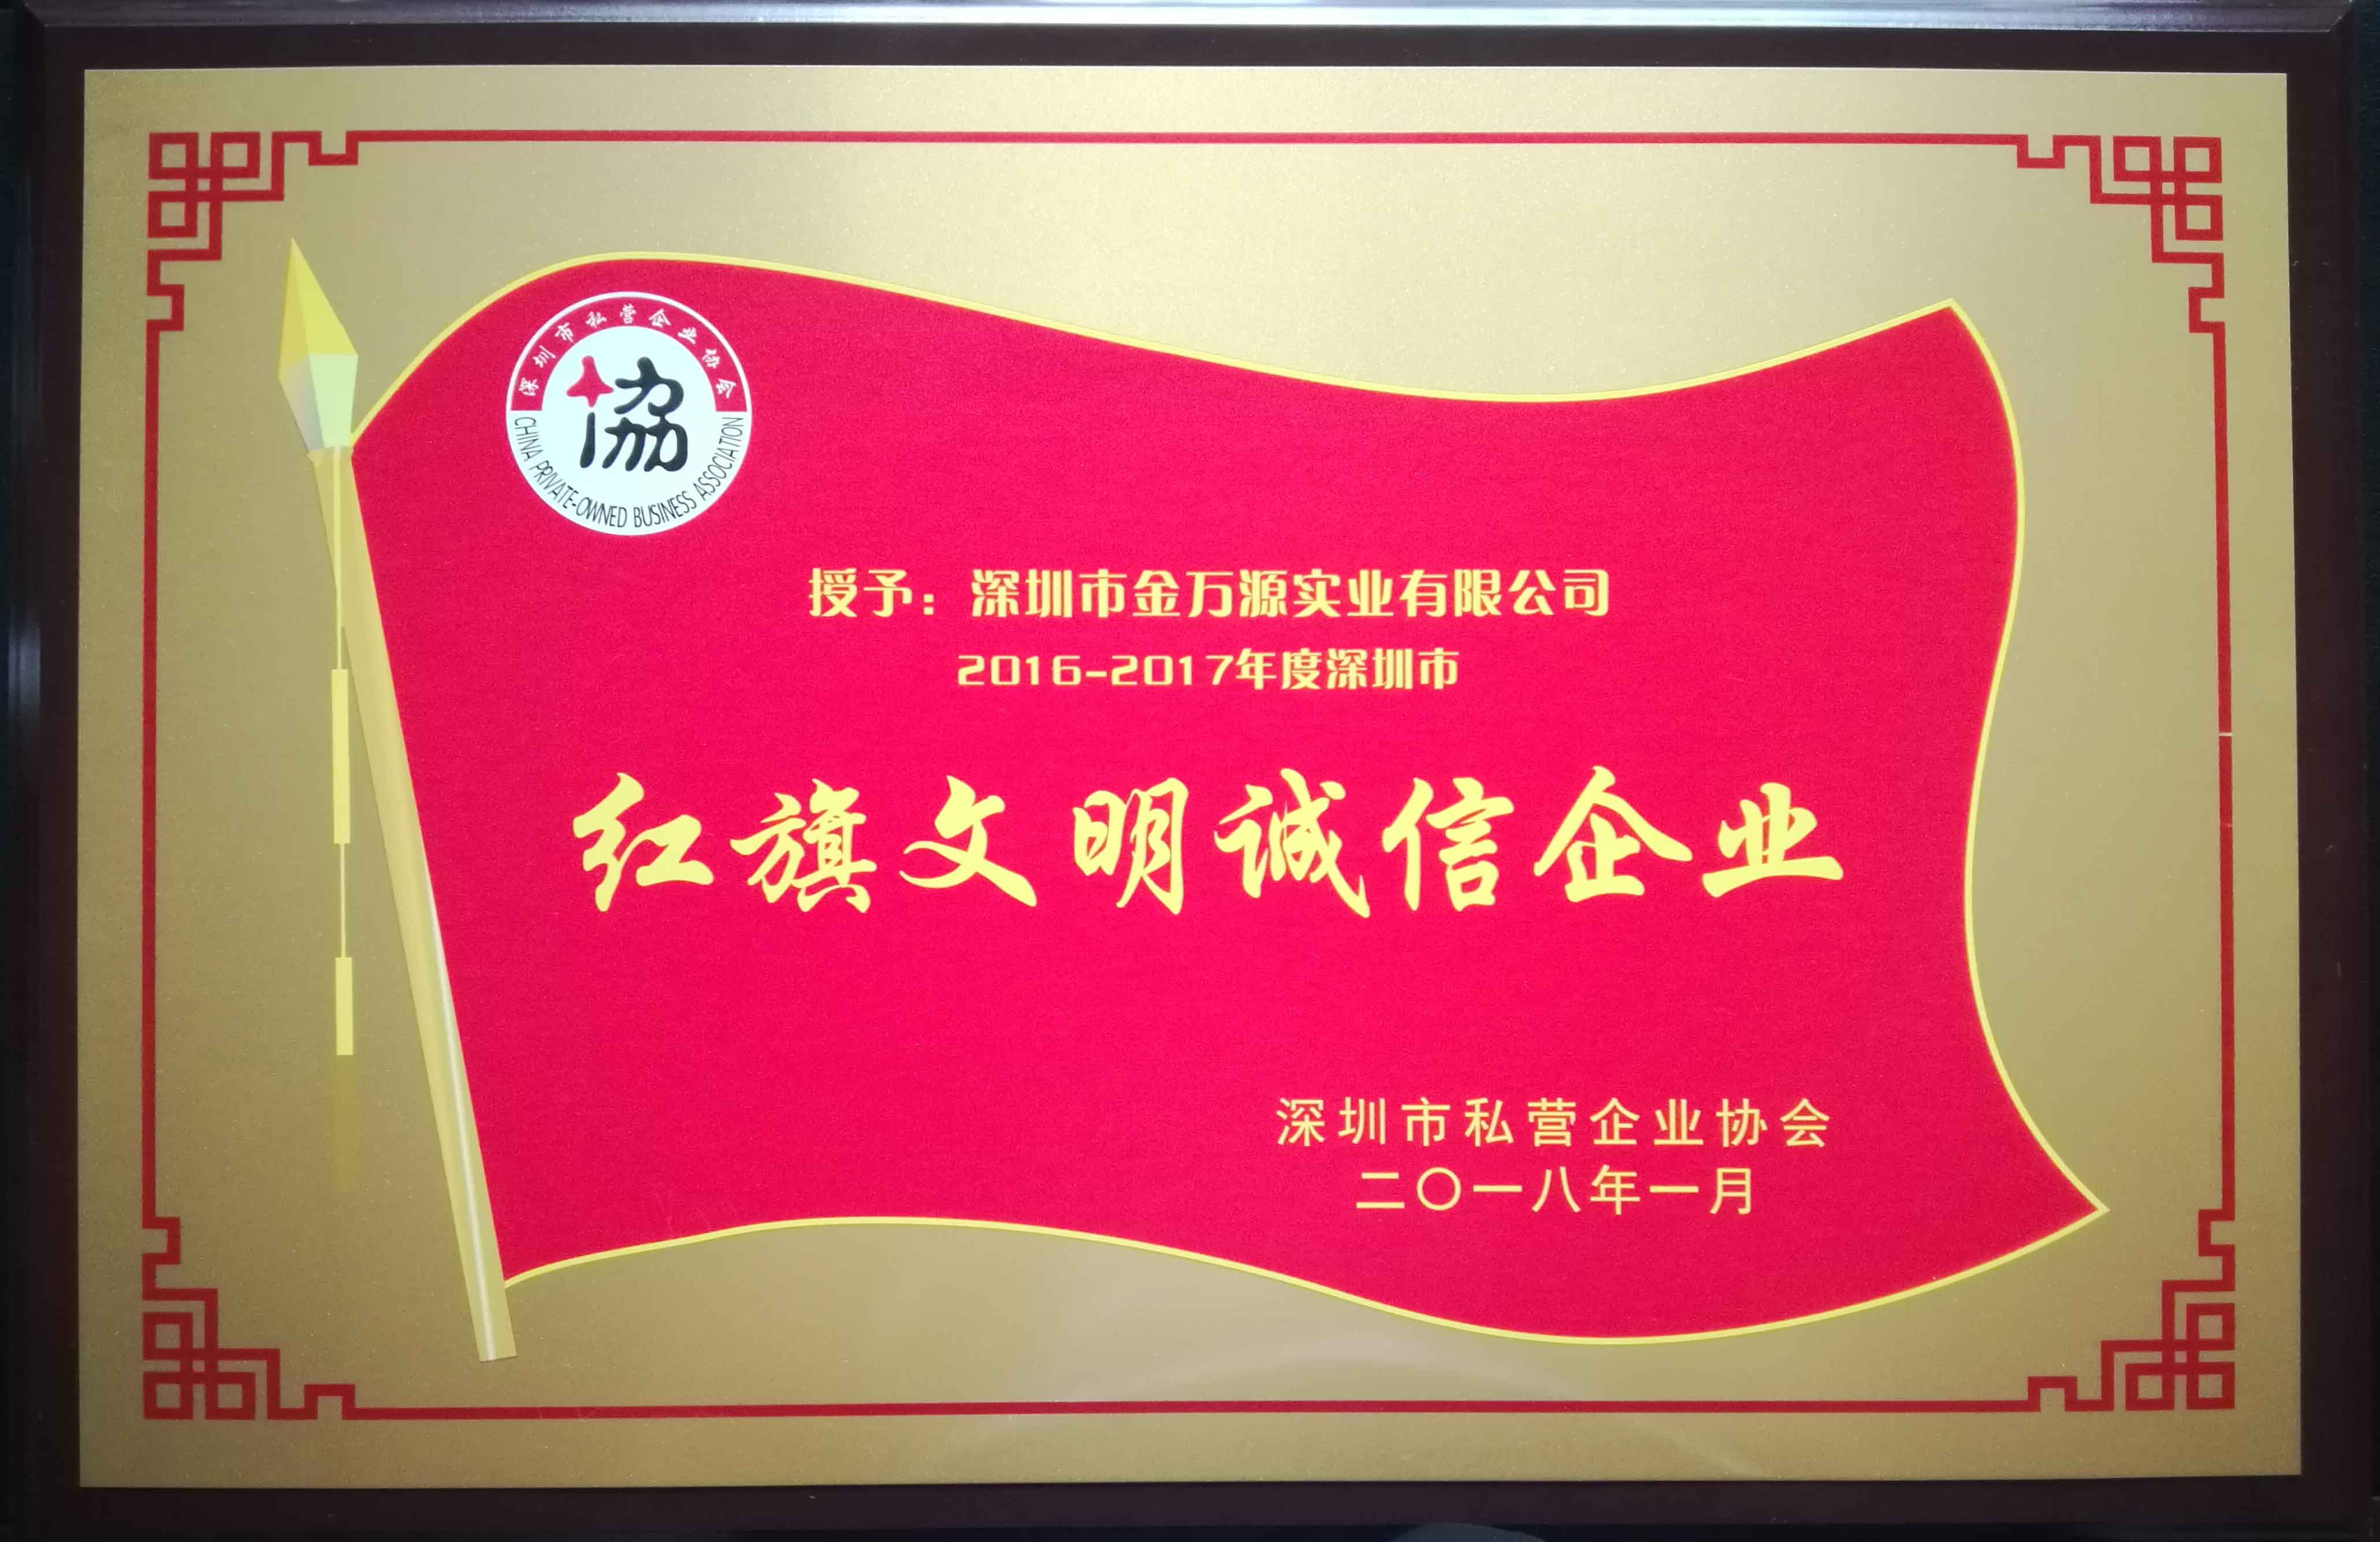 深圳市私营企业协会
協
CHINA PRIVATE-OWNED BUSINESS ASSOCIATION
授予：深圳市金万源实业有限公司
2016-2017年度深圳市
红旗文明诚信企业
深圳市私营企业协会
二〇一八年一月